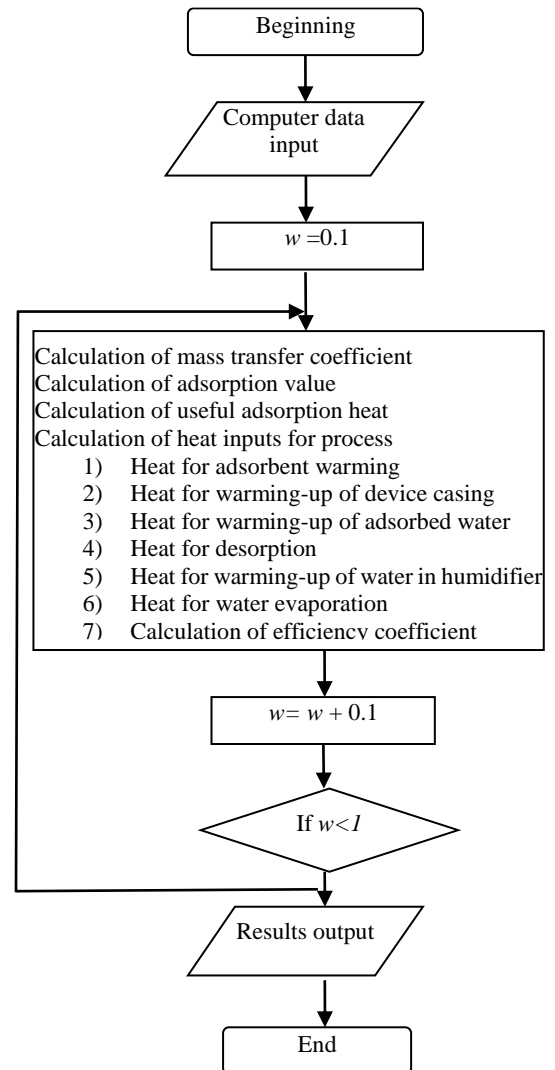 Beginning
Computer data
input
w =0.1
Calculation of mass transfer coefficient
Calculation of adsorption value
Calculation of useful adsorption heat
Calculation of heat inputs for process
1) Heat for adsorbent warming
2) Heat for warming-up of device casing
3) Heat for warming-up of adsorbed water
4) Heat for desorption
5) Heat for warming-up of water in humidifier
6) Heat for water evaporation
7) Calculation of efficiency coefficient
w= w + 0.1
If w<1
Results output
End